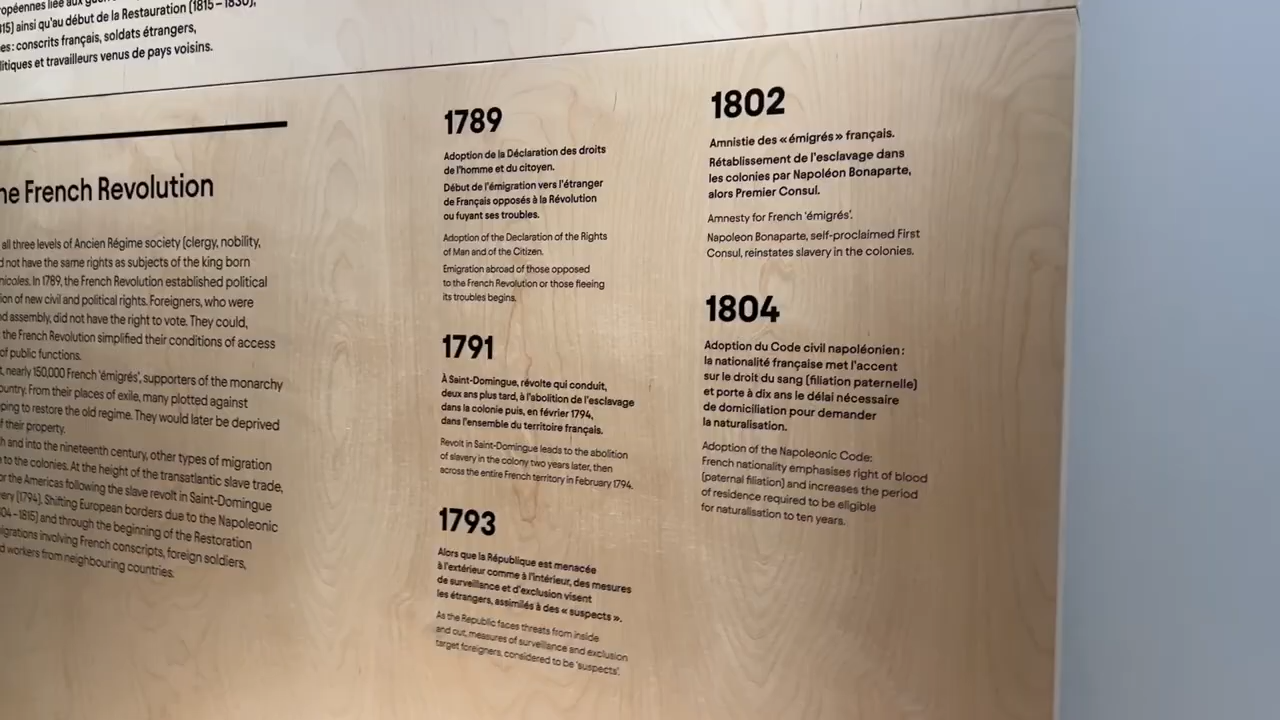 opéennes liée aux
15) ainsi qu'au début de la Restauration (1815 – 1830),
es : conscrits français, soldats étrangers,
litiques et travailleurs venus de pays voisins.
he French Revolution
all three levels of Ancien Régime society (clergy, nobility,
d not have the same rights as subjects of the king born
nicoles. In 1789, the French Revolution established political
ion of new civil and political rights. Foreigners, who were
d assembly, did not have the right to vote. They could,
the French Revolution simplified their conditions of access
of public functions.
t, nearly 150,000 French 'émigrés', supporters of the monarchy
ountry. From their places of exile, many plotted against
ping to restore the old regime. They would later be deprived
f their property.
h and into the nineteenth century, other types of migration
e to the colonies. At the height of the transatlantic slave trade,
or the Americas following the slave revolt in Saint-Domingue
ery (1794). Shifting European borders due to the Napoleonic
04 – 1815) and through the beginning of the Restoration
igrations involving French conscripts, foreign soldiers,
d workers from neighbouring countries.
1789
Adoption de la Déclaration des droits
de l'homme et du citoyen.
Début de l'émigration vers l'étranger
de Français opposés à la Révolution
ou fuyant ses troubles.
Adoption of the Declaration of the Rights
of Man and of the Citizen.
Emigration abroad of those opposed
to the French Revolution or those fleeing
its troubles begins.
1791
À Saint-Domingue, révolte qui conduit,
deux ans plus tard, à l'abolition de l'esclavage
dans la colonie puis, en février 1794,
dans l'ensemble du territoire français.
Revolt in Saint-Domingue leads to the abolition
of slavery in the colony two years later, then
across the entire French territory in February 1794.
1793
Alors que la République est menacée
à l'extérieur comme à l'intérieur, des mesures
de surveillance et d'exclusion visent
les étrangers, assimilés à des « suspects ».
As the Republic faces threats from inside
and out, measures of surveillance and exclusion
target foreigners, considered to be 'suspects'.
1802
Amnistie des « émigrés » français.
Rétablissement de l'esclavage dans
les colonies par Napoléon Bonaparte,
alors Premier Consul.
Amnesty for French 'émigrés'.
Napoleon Bonaparte, self-proclaimed First
Consul, reinstates slavery in the colonies.
1804
Adoption du Code civil napoléonien :
la nationalité française met l'accent
sur le droit du sang (filiation paternelle)
et porte à dix ans le délai nécessaire
de domiciliation pour demander
la naturalisation.
Adoption of the Napoleonic Code:
French nationality emphasises right of blood
(paternal filiation) and increases the period
of residence required to be eligible
for naturalisation to ten years.